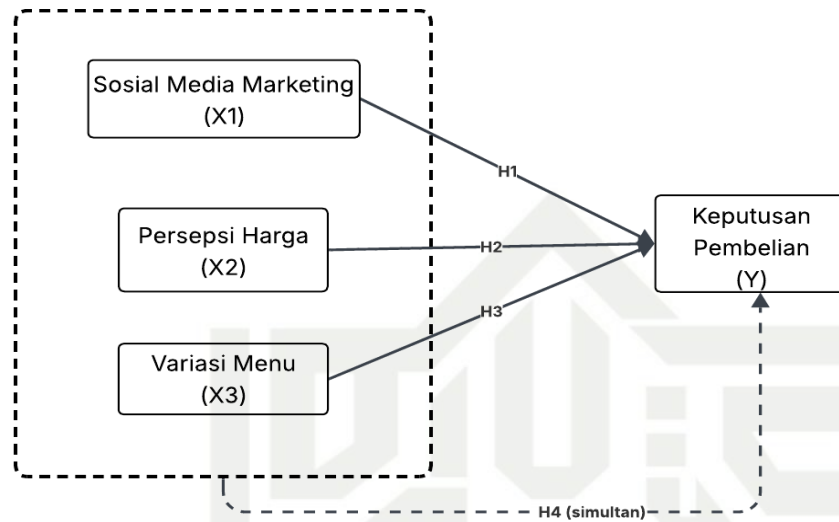 Sosial Media Marketing
(X1)
H1
Keputusan
Pembelian
(Y)
Persepsi Harga
(X2)
H2
H3
Variasi Menu
(X3)
H4 (simultan)